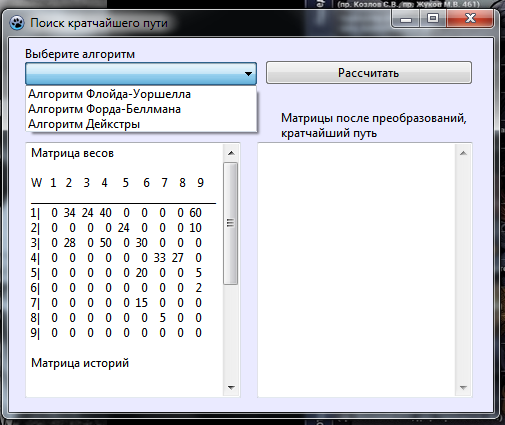 (пр. Козлов С.В., пр. Жуков М.В. 461)
Поиск кратчайшего пути
Выберите алгоритм
Рассчитать
Алгоритм Флойда-Уоршелла
Алгоритм Форда-Беллмана
Алгоритм Дейкстры
Матрицы после преобразований,
кратчайший путь
Матрица весов
W 1 2 3 4 5 6 7 8 9
1| 0 34 24 40 0 0 0 0 60
2| 0 0 0 0 24 0 0 0 10
3| 0 28 0 50 0 30 0 0 0
4| 0 0 0 0 0 0 33 27 0
5| 0 0 0 0 0 20 0 0 5
6| 0 0 0 0 0 0 0 0 2
7| 0 0 0 0 0 15 0 0 0
8| 0 0 0 0 0 0 5 0 0
9| 0 0 0 0 0 0 0 0 0
Матрица историй